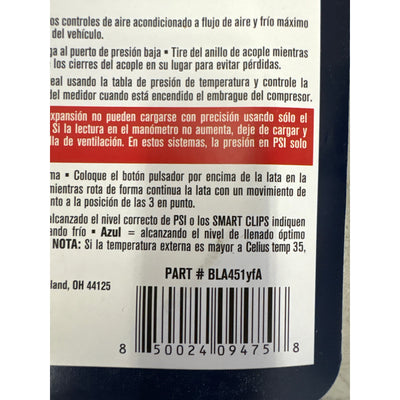 os controles de aire acondicionado a flujo de aire y frío máximo
del vehículo.
ga al puerto de presión baja • Tire del anillo de acople mientras
los cierres del acople en su lugar para evitar pérdidas.
eal usando la tabla de presión de temperatura y controle la
del medidor cuando está encendido el embrague del compresor.
expansión no pueden cargarse con precisión usando sólo el
Si la lectura en el manómetro no aumenta, deje de cargar y
lla de ventilación. En estos sistemas, la presión en PSI solo
ma • Coloque el botón pulsador por encima de la lata en la
mientras rota de forma continua la lata con un movimiento de
nto a la posición de las 3 en punto.
alcanzado el nivel correcto de PSI o los SMART CLIPS indiquen
ando frío • Azul = alcanzando el nivel de llenado óptimo
NOTA: Si la temperatura externa es mayor a Celius temp 35,
PART # BLA451yfA
land, OH 44125
8 50024 09475 8